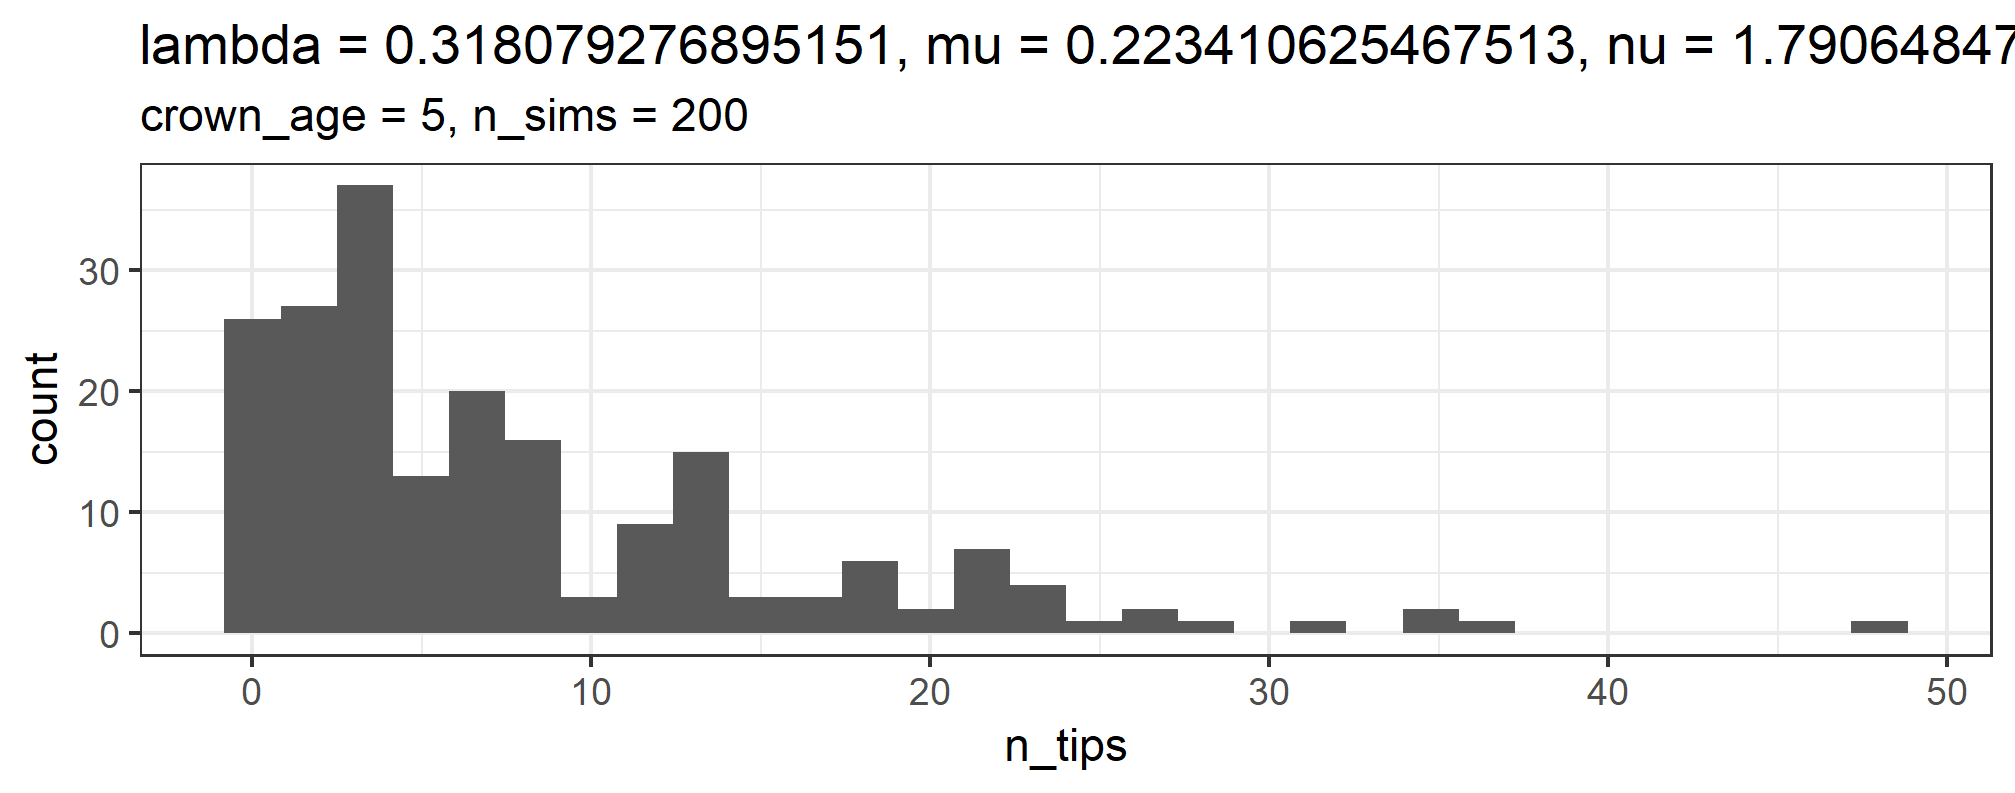 lambda = 0.318079276895151, mu = 0.223410625467513, nu = 1.79064847
crown_age = 5, n_sims = 200
30
20
10
0
count
0 10 20 30 40 50
n_tips